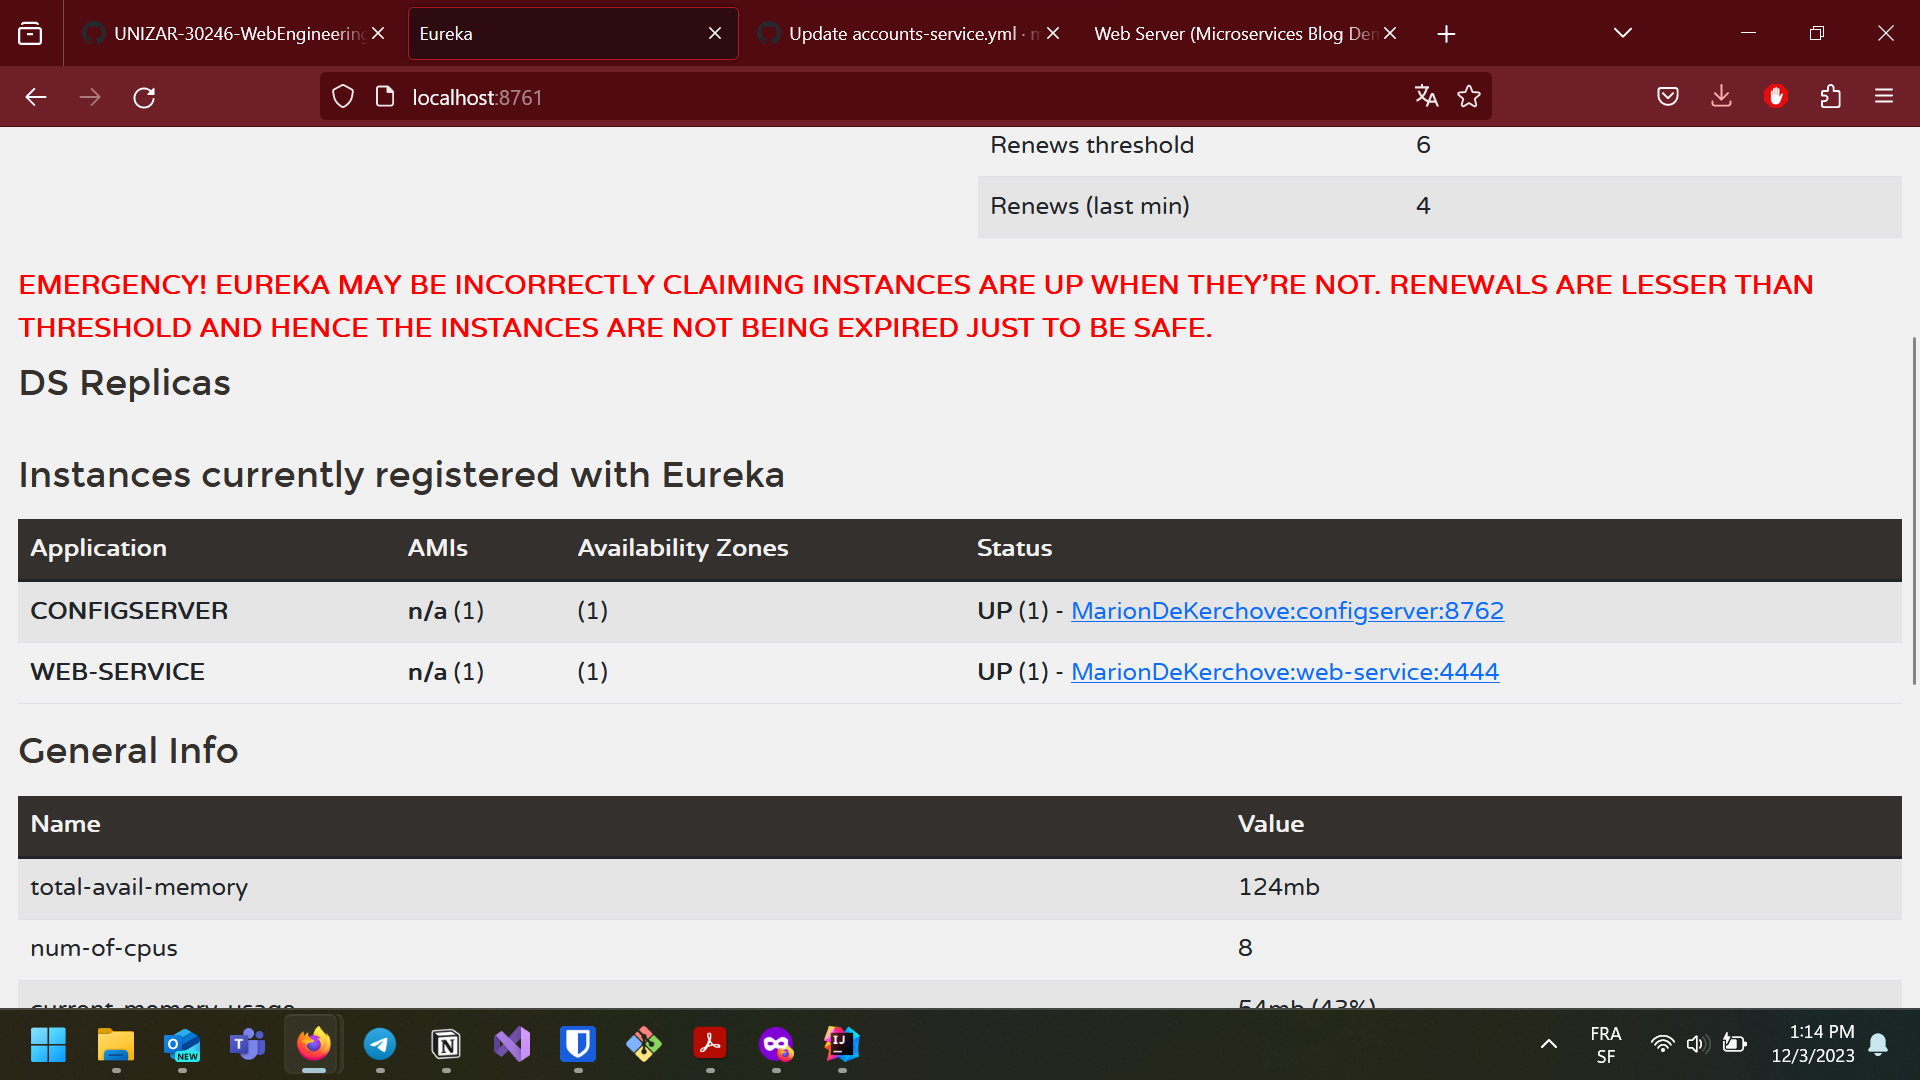 UNIZAR-30246-WebEngineering
Eureka
Update accounts-service.yml ·
Web Server (Microservices Blog De
localhost:8761
Renews threshold 6
Renews (last min) 4
EMERGENCY! EUREKA MAY BE INCORRECTLY CLAIMING INSTANCES ARE UP WHEN THEY’RE NOT. RENEWALS ARE LESSER THAN
THRESHOLD AND HENCE THE INSTANCES ARE NOT BEING EXPIRED JUST TO BE SAFE.
DS Replicas
Instances currently registered with Eureka
Application AMIs Availability Zones Status
CONFIGSERVER n/a (1) (1) UP (1) - MarionDeKerchove:configserver:8762
WEB-SERVICE n/a (1) (1) UP (1) - MarionDeKerchove:web-service:4444
General Info
Name Value
total-avail-memory 124mb
num-of-cpus 8
current-memory-usage 54mb (43%)
NEW
FRA
SF
1:14 PM
12/3/2023